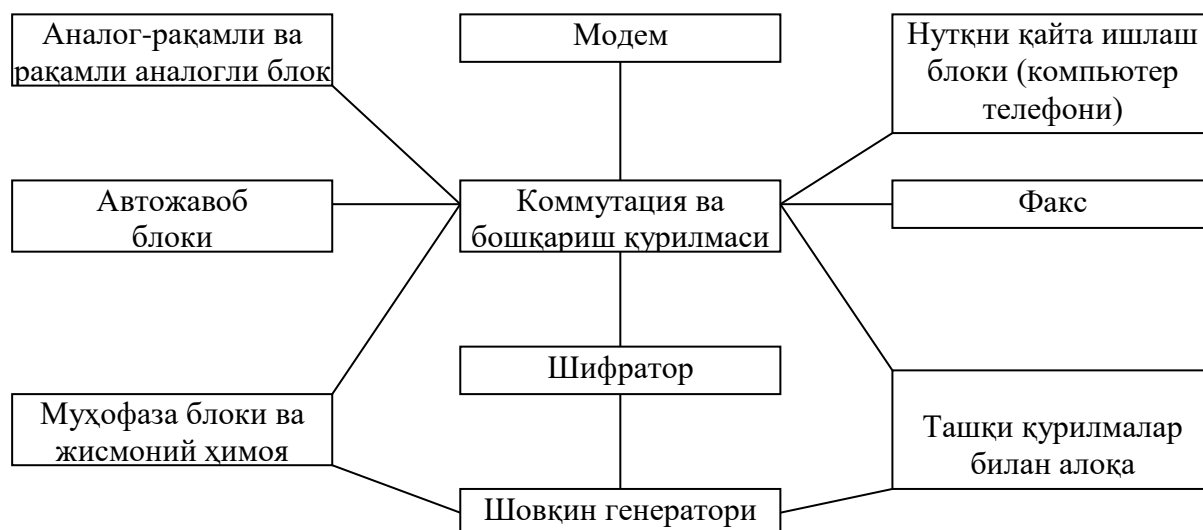 Аналог-рақамли ва
рақамли аналогли блок
Модем
Нутқни қайта ишлаш
блоки (компьютер
телефони)
Автожавоб
блоки
Коммутация ва
бошқариш қурилмаси
Факс
Шифратор
Муҳофаза блоки ва
жисмоний ҳимоя
Ташқи қурилмалар
билан алоқа
Шовқин генератори